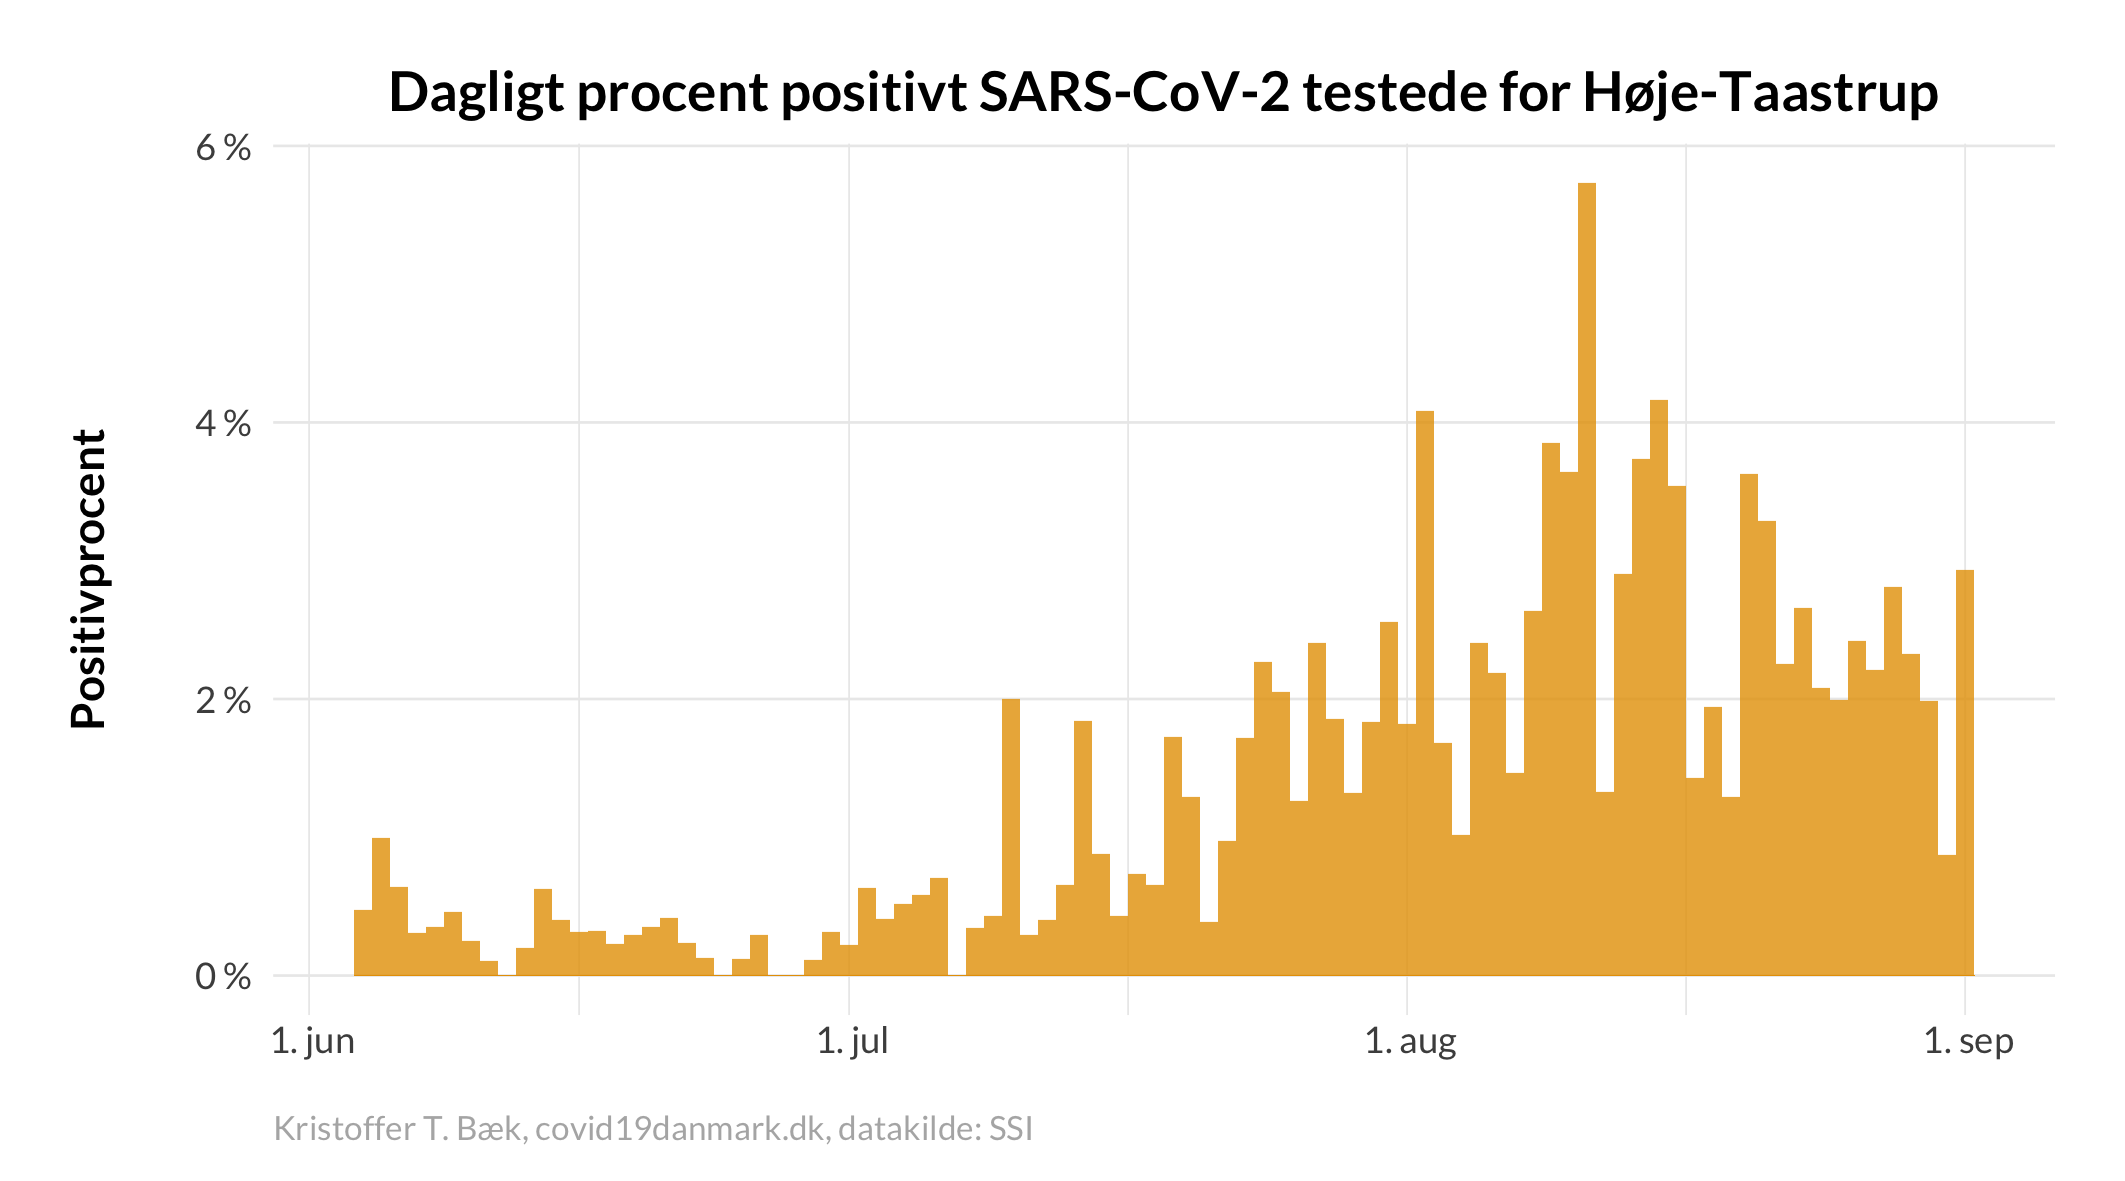 Dagligt procent positivt SARS-CoV-2 testede for Høje-Taastrup
Positivprocent
6 %
4 %
2 %
0 %
1. jun
1. jul
1. aug
1. sep
Kristoffer T. Bæk, covid19danmark.dk, datakilde: SSI